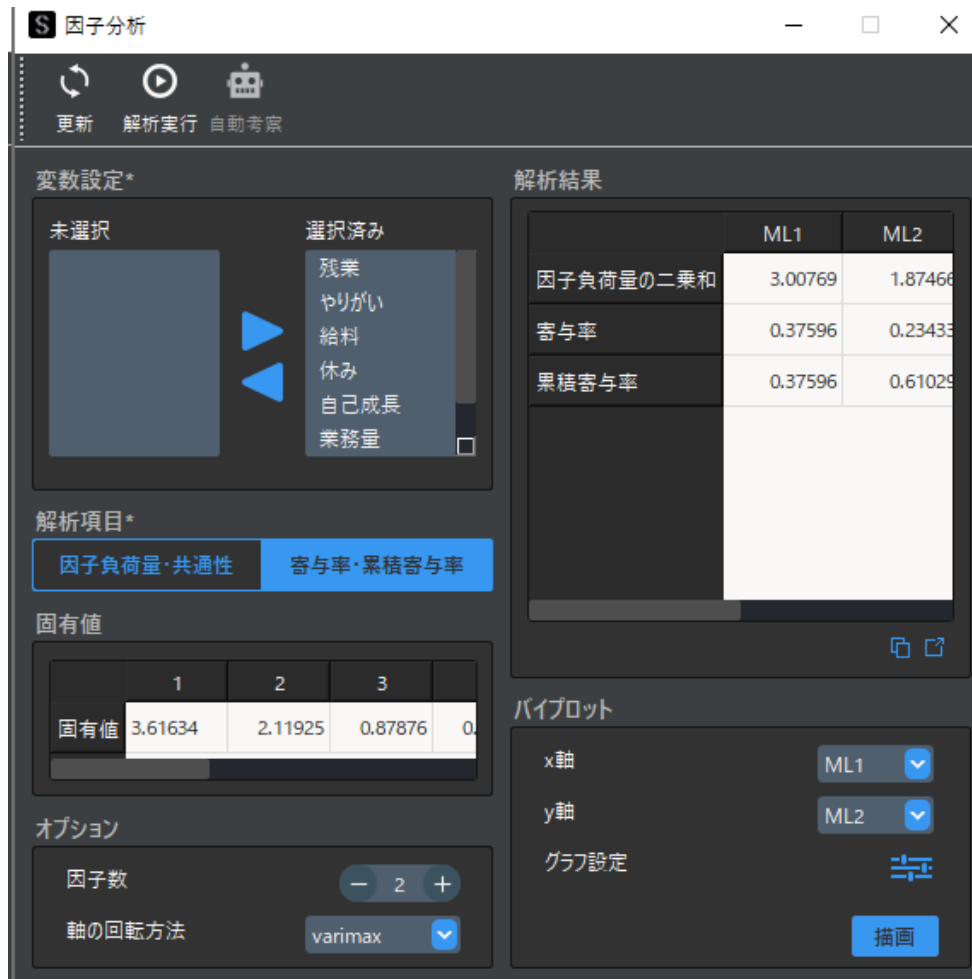 S 因子分析
更新 解析実行 自動考察
変数設定*
未選択 選択済み
残業
やりがい
給料
休み
自己成長
業務量
解析項目*
因子負荷量・共通性 寄与率・累積寄与率
固有値
1 2 3
固有値 3.61634 2.11925 0.87876 0.
オプション
因子数 − 2 +
軸の回転方法 varimax
解析結果
ML1 ML2
因子負荷量の二乗和 3.00769 1.87466
寄与率 0.37596 0.23433
累積寄与率 0.37596 0.61029
バイプロット
x軸 ML1
y軸 ML2
グラフ設定
描画